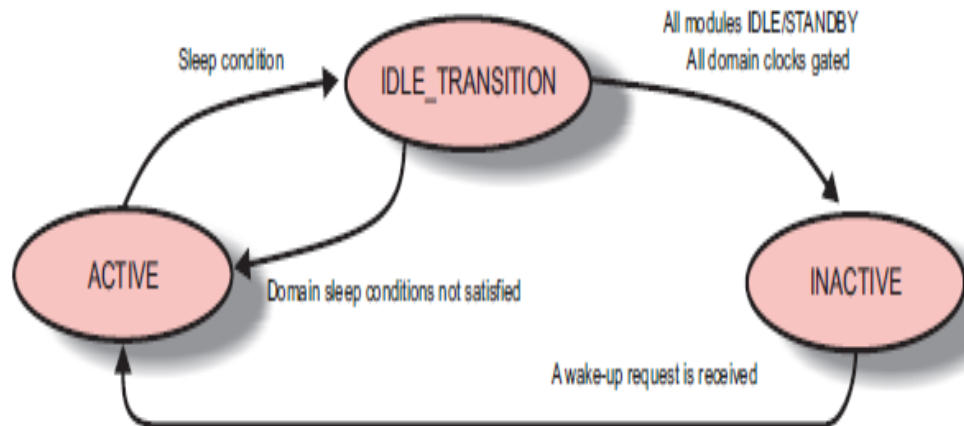 All modules IDLE/STANDBY
Sleep condition
All domain clocks gated
IDLE_TRANSITION
ACTIVE
Domain sleep conditions not satisfied
INACTIVE
A wake-up request is received